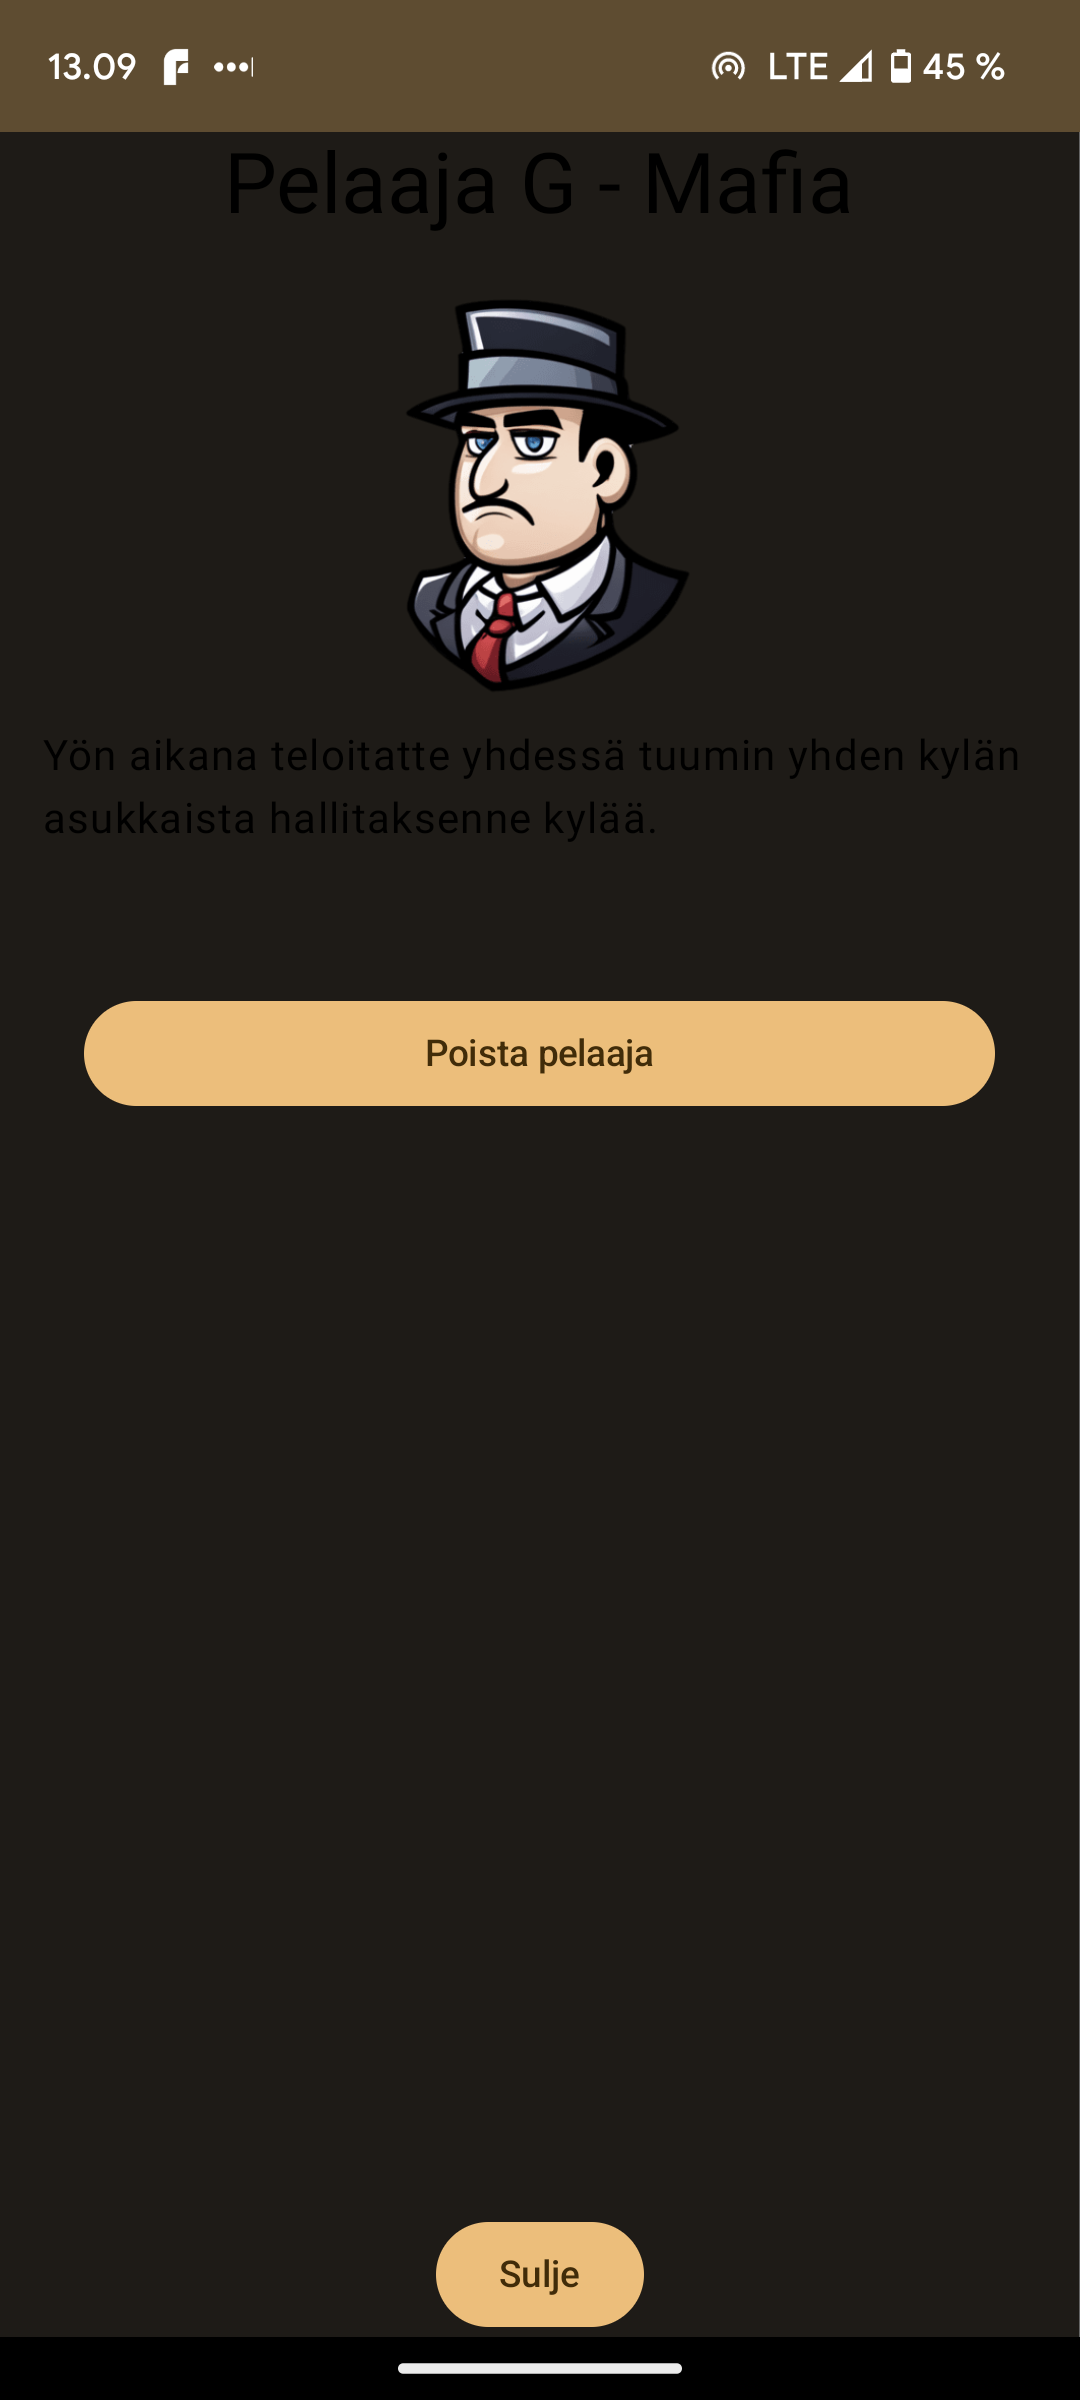 13.09 LTE 45 %
Pelaaja G - Mafia
Yön aikana teloitatte yhdessä tuumin yhden kylän
asukkaista hallitaksenne kylää.
Poista pelaaja
Sulje